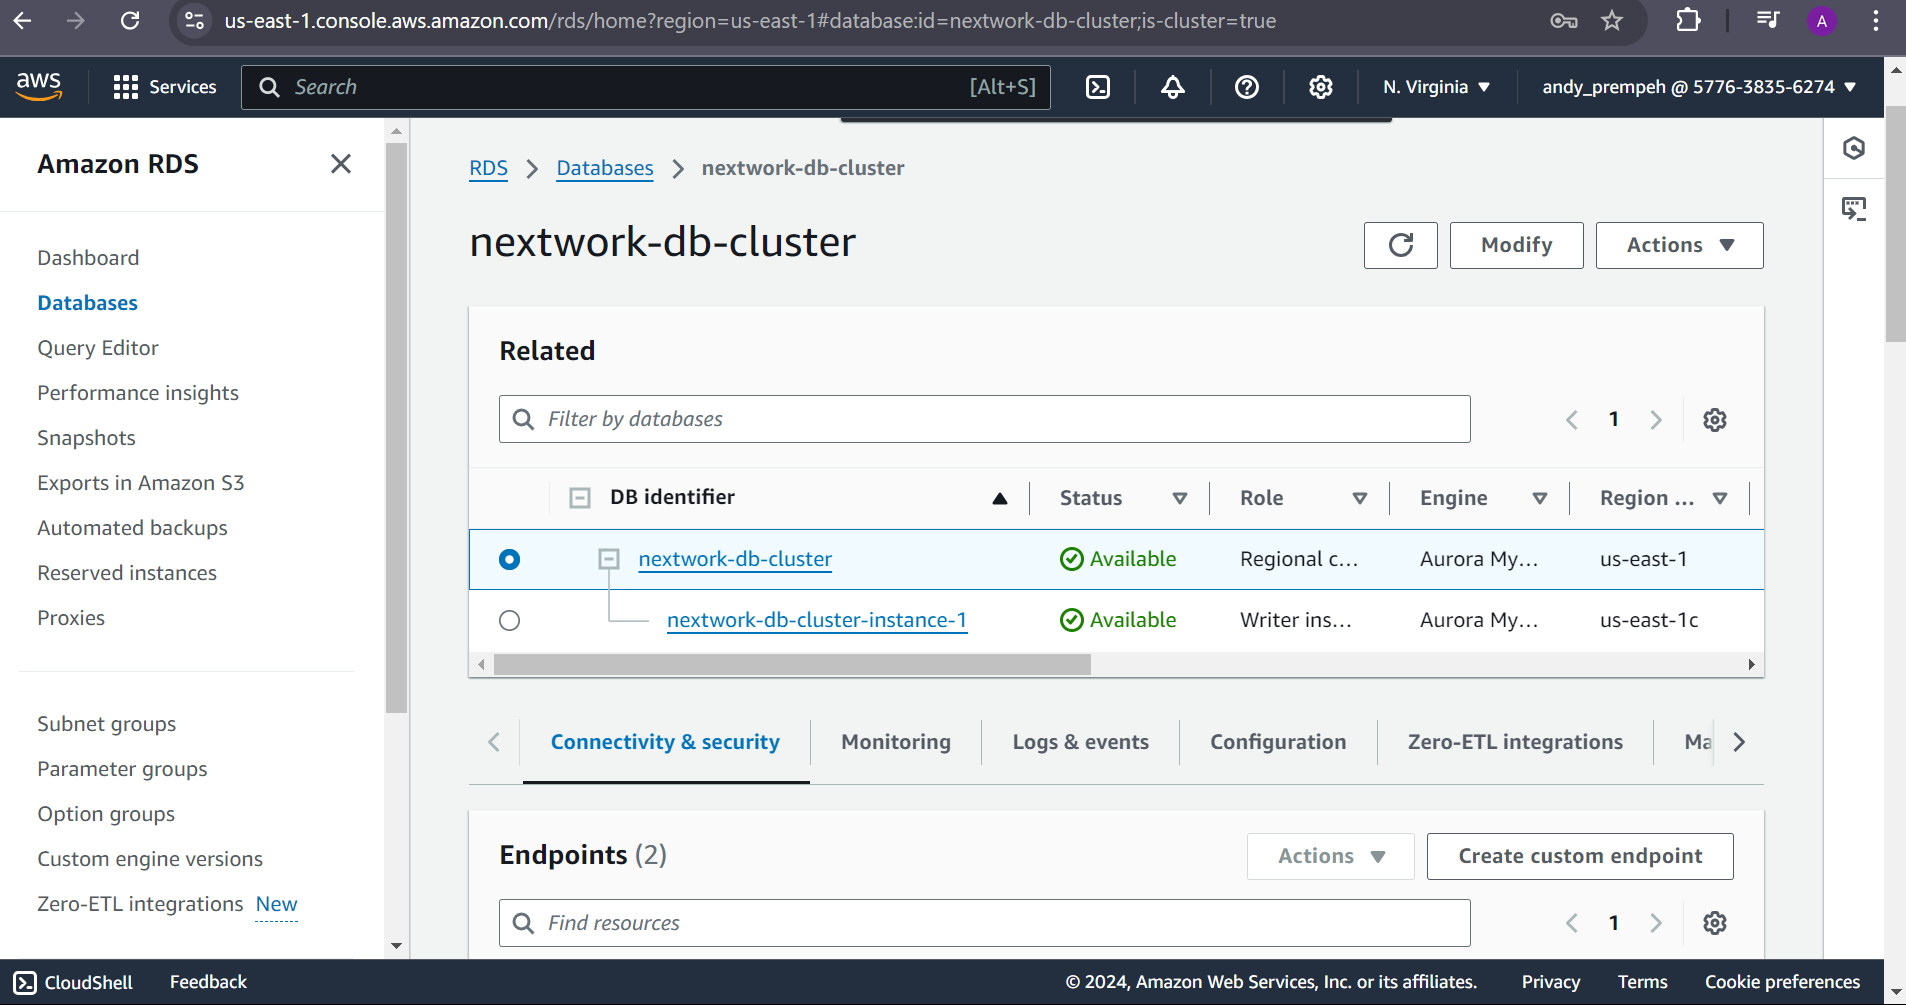 us-east-1.console.aws.amazon.com/rds/home?region=us-east-1#database:id=nextwork-db-cluster;is-cluster=true
A
aws
Services
Search
[Alt+S]
N. Virginia
andy_prempeh @ 5776-3835-6274
Amazon RDS
Dashboard
Databases
Query Editor
Performance insights
Snapshots
Exports in Amazon S3
Automated backups
Reserved instances
Proxies
Subnet groups
Parameter groups
Option groups
Custom engine versions
Zero-ETL integrations New
RDS > Databases > nextwork-db-cluster
nextwork-db-cluster
Modify
Actions
Related
Filter by databases
1
DB identifier Status Role Engine Region ...
nextwork-db-cluster Available Regional c... Aurora My... us-east-1
nextwork-db-cluster-instance-1 Available Writer ins... Aurora My... us-east-1c
Connectivity & security Monitoring Logs & events Configuration Zero-ETL integrations Ma
Endpoints (2)
Actions
Create custom endpoint
Find resources
1
CloudShell Feedback © 2024, Amazon Web Services, Inc. or its affiliates. Privacy Terms Cookie preferences